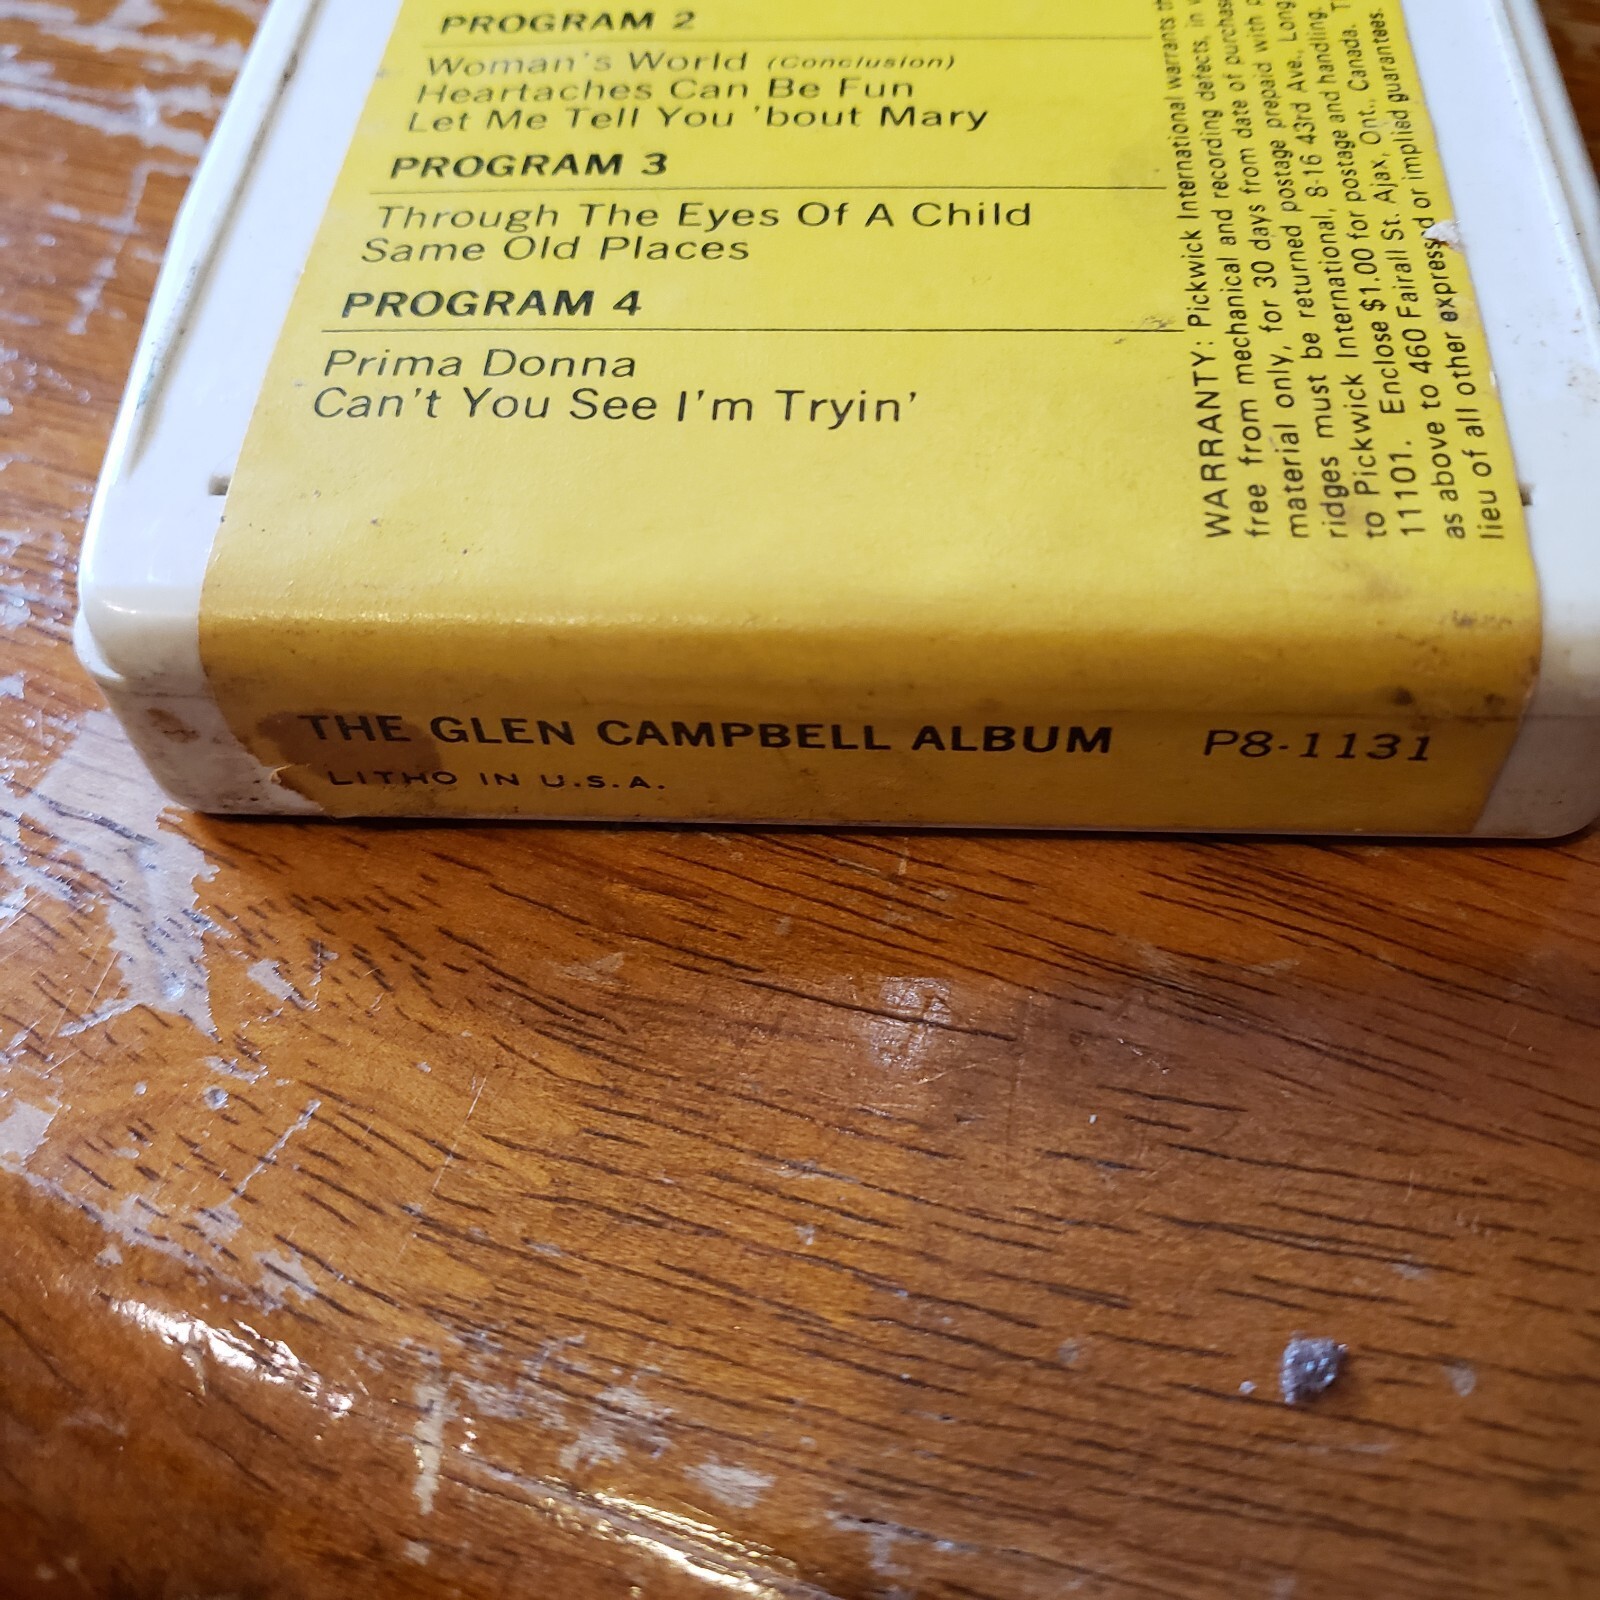 PROGRAM 2
Woman's World (Conclusion)
Heartaches Can Be Fun
Let Me Tell You 'bout Mary
PROGRAM 3
Through The Eyes Of A Child
Same Old Places
PROGRAM 4
Prima Donna
Can't You See I'm Tryin'
WARRANTY: Pickwick International warrants
free from mechanical and recording defects, in
material only, for 30 days from date of purchas
ridges must be returned postage prepaid with
to Pickwick International, 8-16 43rd Ave., Long
11101. Enclose $1.00 for postage and handling.
as above to 460 Fairall St. Ajax, Ont., Canada.
lieu of all other expressed or implied guarantees.
THE GLEN CAMPBELL ALBUM P8-1131
LITHO IN U.S.A.